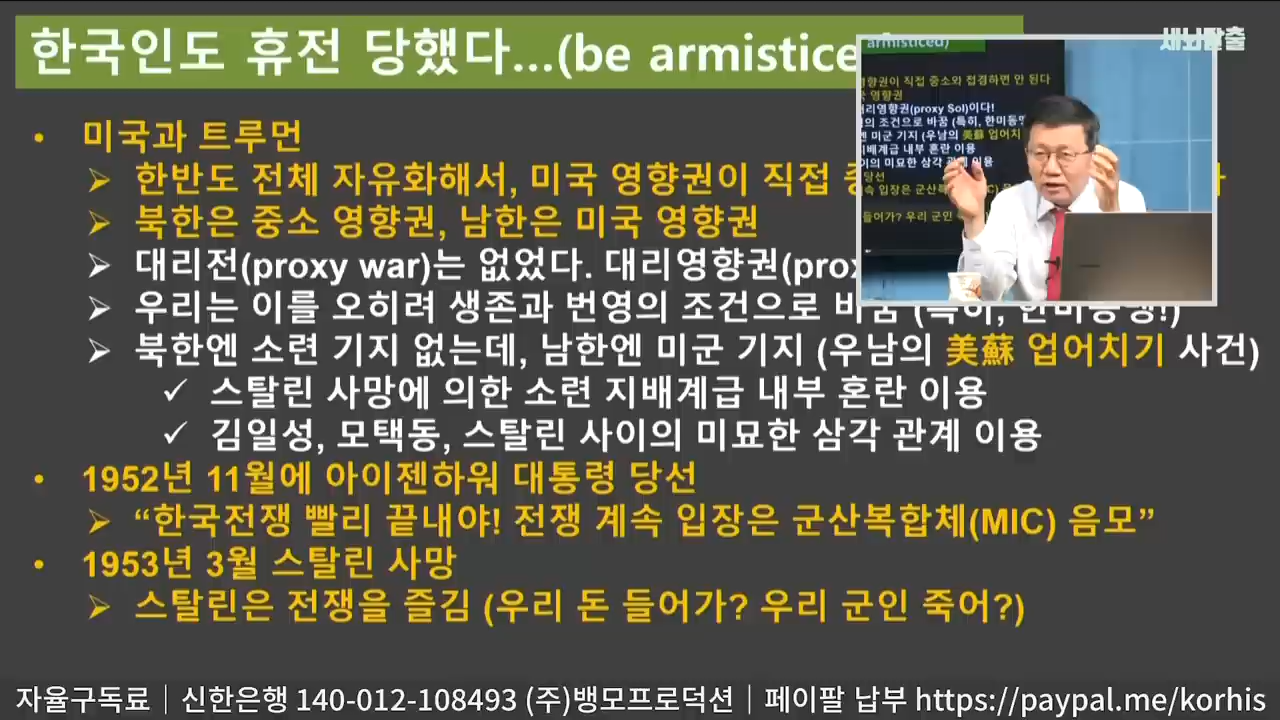 한국인도 휴전 당했다...(be armistice
세뇌탈출
• 미국과 트루먼
➢ 한반도 전체 자유화해서, 미국 영향권이 직접
➢ 북한은 중소 영향권, 남한은 미국 영향권
➢ 대리전(proxy war)는 없었다. 대리영향권(prox
➢ 우리는 이를 오히려 생존과 번영의 조건으로 바꿈 (특히, 한미동맹!)
➢ 북한엔 소련 기지 없는데, 남한엔 미군 기지 (우남의 美蘇 업어치기 사건)
✓ 스탈린 사망에 의한 소련 지배계급 내부 혼란 이용
✓ 김일성, 모택동, 스탈린 사이의 미묘한 삼각 관계 이용
• 1952년 11월에 아이젠하워 대통령 당선
➢ “한국전쟁 빨리 끝내야! 전쟁 계속 입장은 군산복합체(MIC) 음모”
• 1953년 3월 스탈린 사망
➢ 스탈린은 전쟁을 즐김 (우리 돈 들어가? 우리 군인 죽어?)
armisticed)
영향권이 직접 중소와 접경하면 안 된다
영향권
대리영향권(proxy SoI)이다!
의 조건으로 바꿈 (특히, 한미동맹
미군 기지 (우남의 美蘇 업어치
지배계급 내부 혼란 이용
사이의 미묘한 삼각 관계 이용
당선
계속 입장은 군산복
들어가? 우리 군인
자율구독료│신한은행 140-012-108493 (주)뱅모프로덕션│페이팔 납부 https://paypal.me/korhis